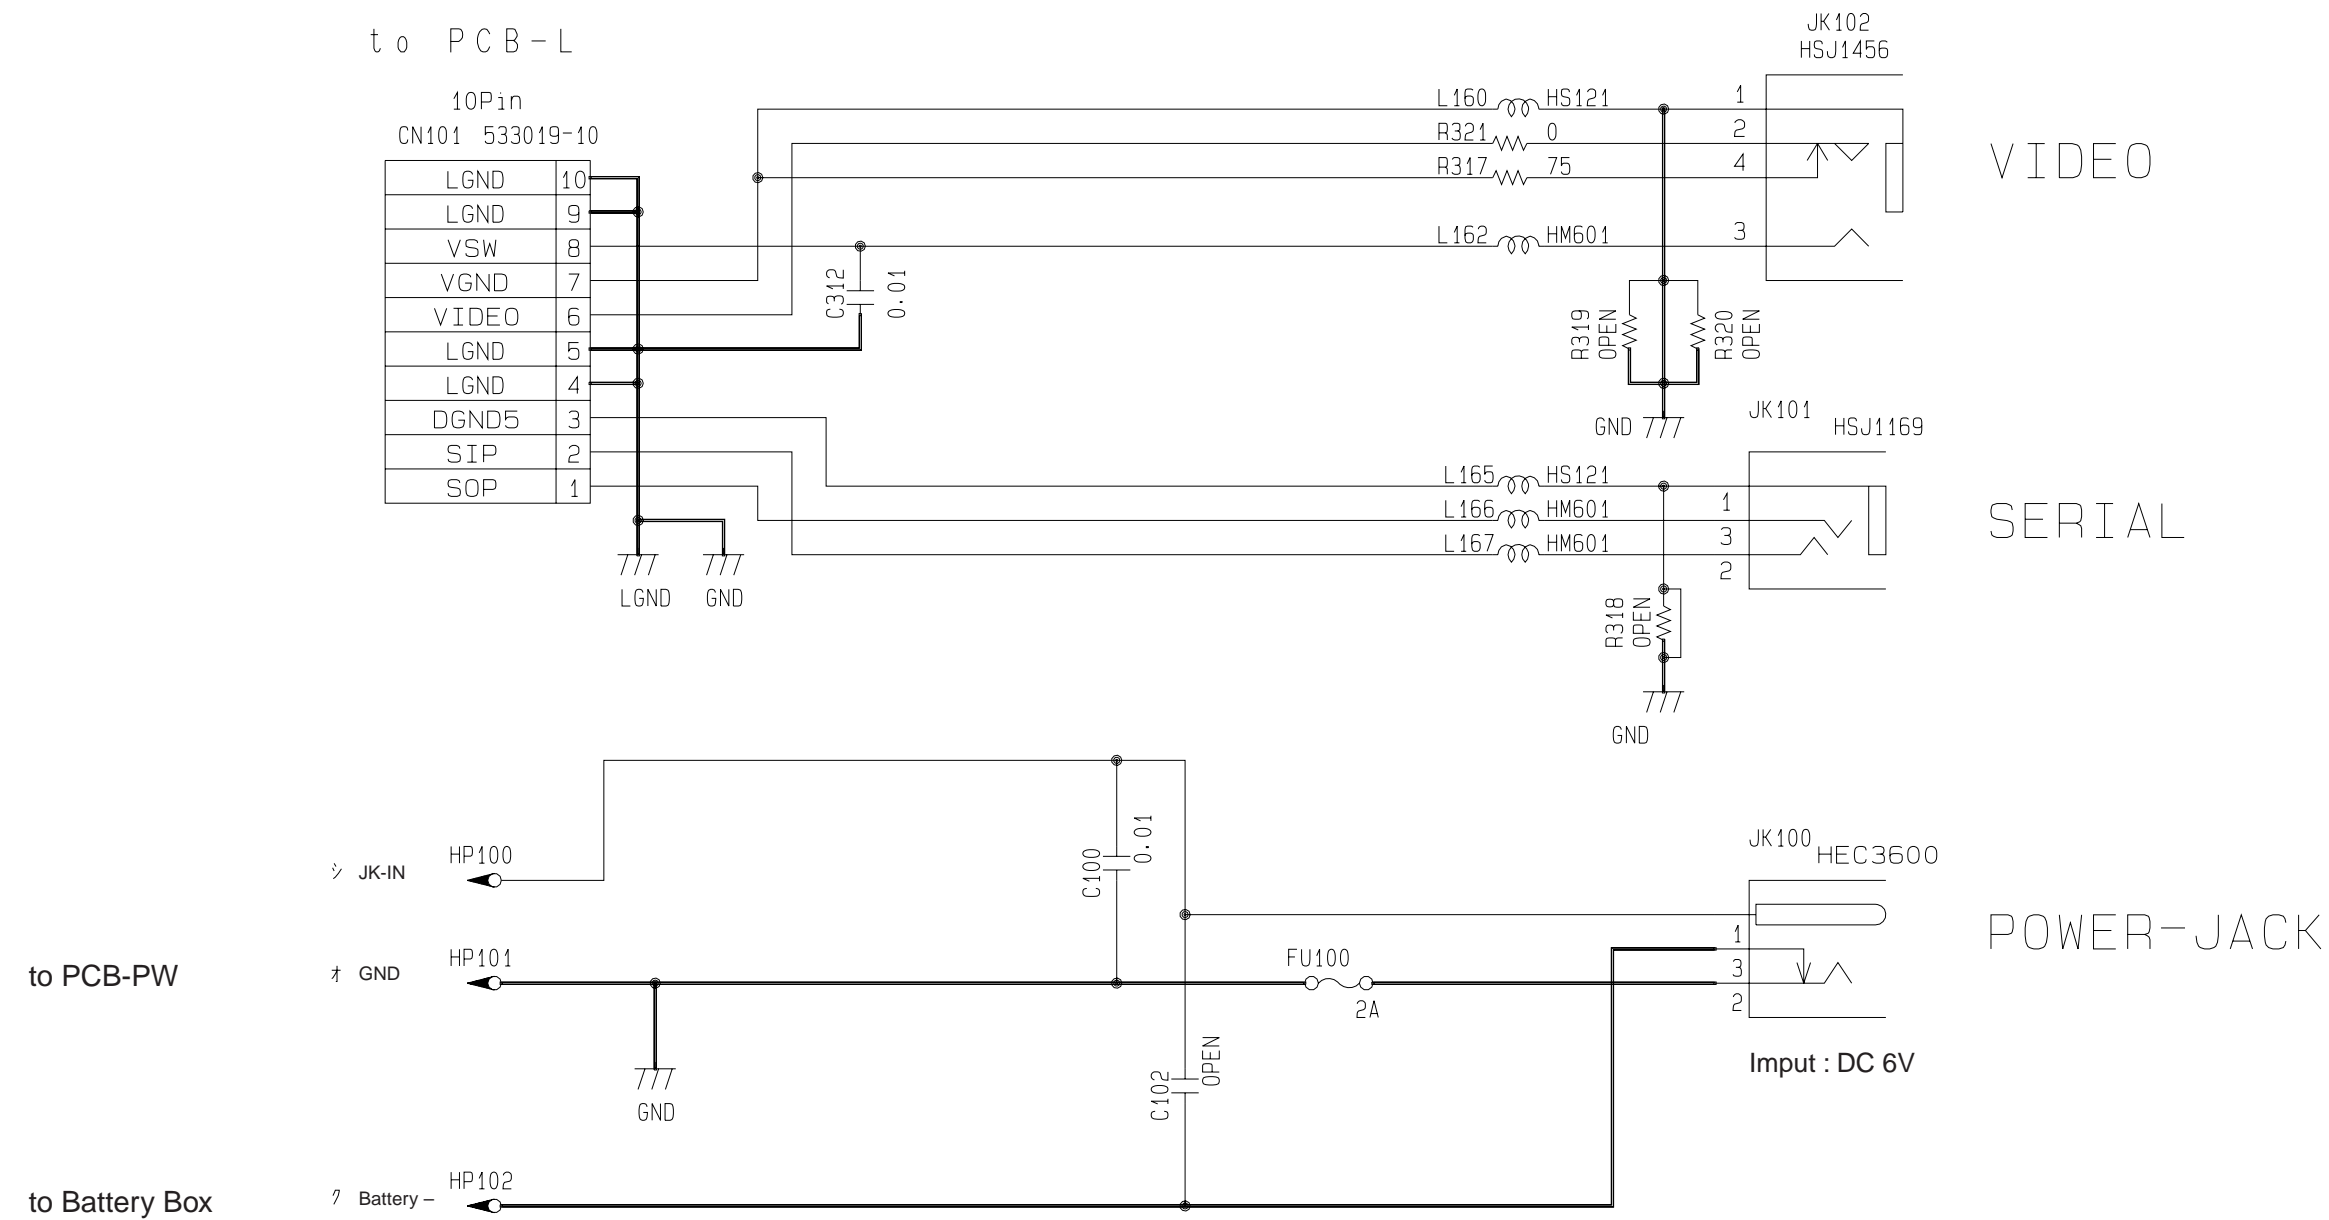 to PCB-L
10Pin
CN101 533019-10
LGND 10
LGND 9
VSW 8
VGND 7
VIDEO 6
LGND 5
LGND 4
DGND5 3
SIP 2
SOP 1
LGND
GND
C312
0.01
JK102
HSJ1456
L160 HS121 1
R321 0 2
R317 75 4
L162 HM601 3
VIDEO
R319
OPEN
R320
OPEN
GND
JK101
HSJ1169
L165 HS121
1
L166 HM601
3
L167 HM601
2
SERIAL
R318
OPEN
GND
C100
0.01
JK100
HEC3600
シ JK-IN HP100
1
POWER-JACK
to PCB-PW
オ GND HP101
FU100
2A
3
2
Imput : DC 6V
GND
C102
OPEN
to Battery Box
ク Battery – HP102